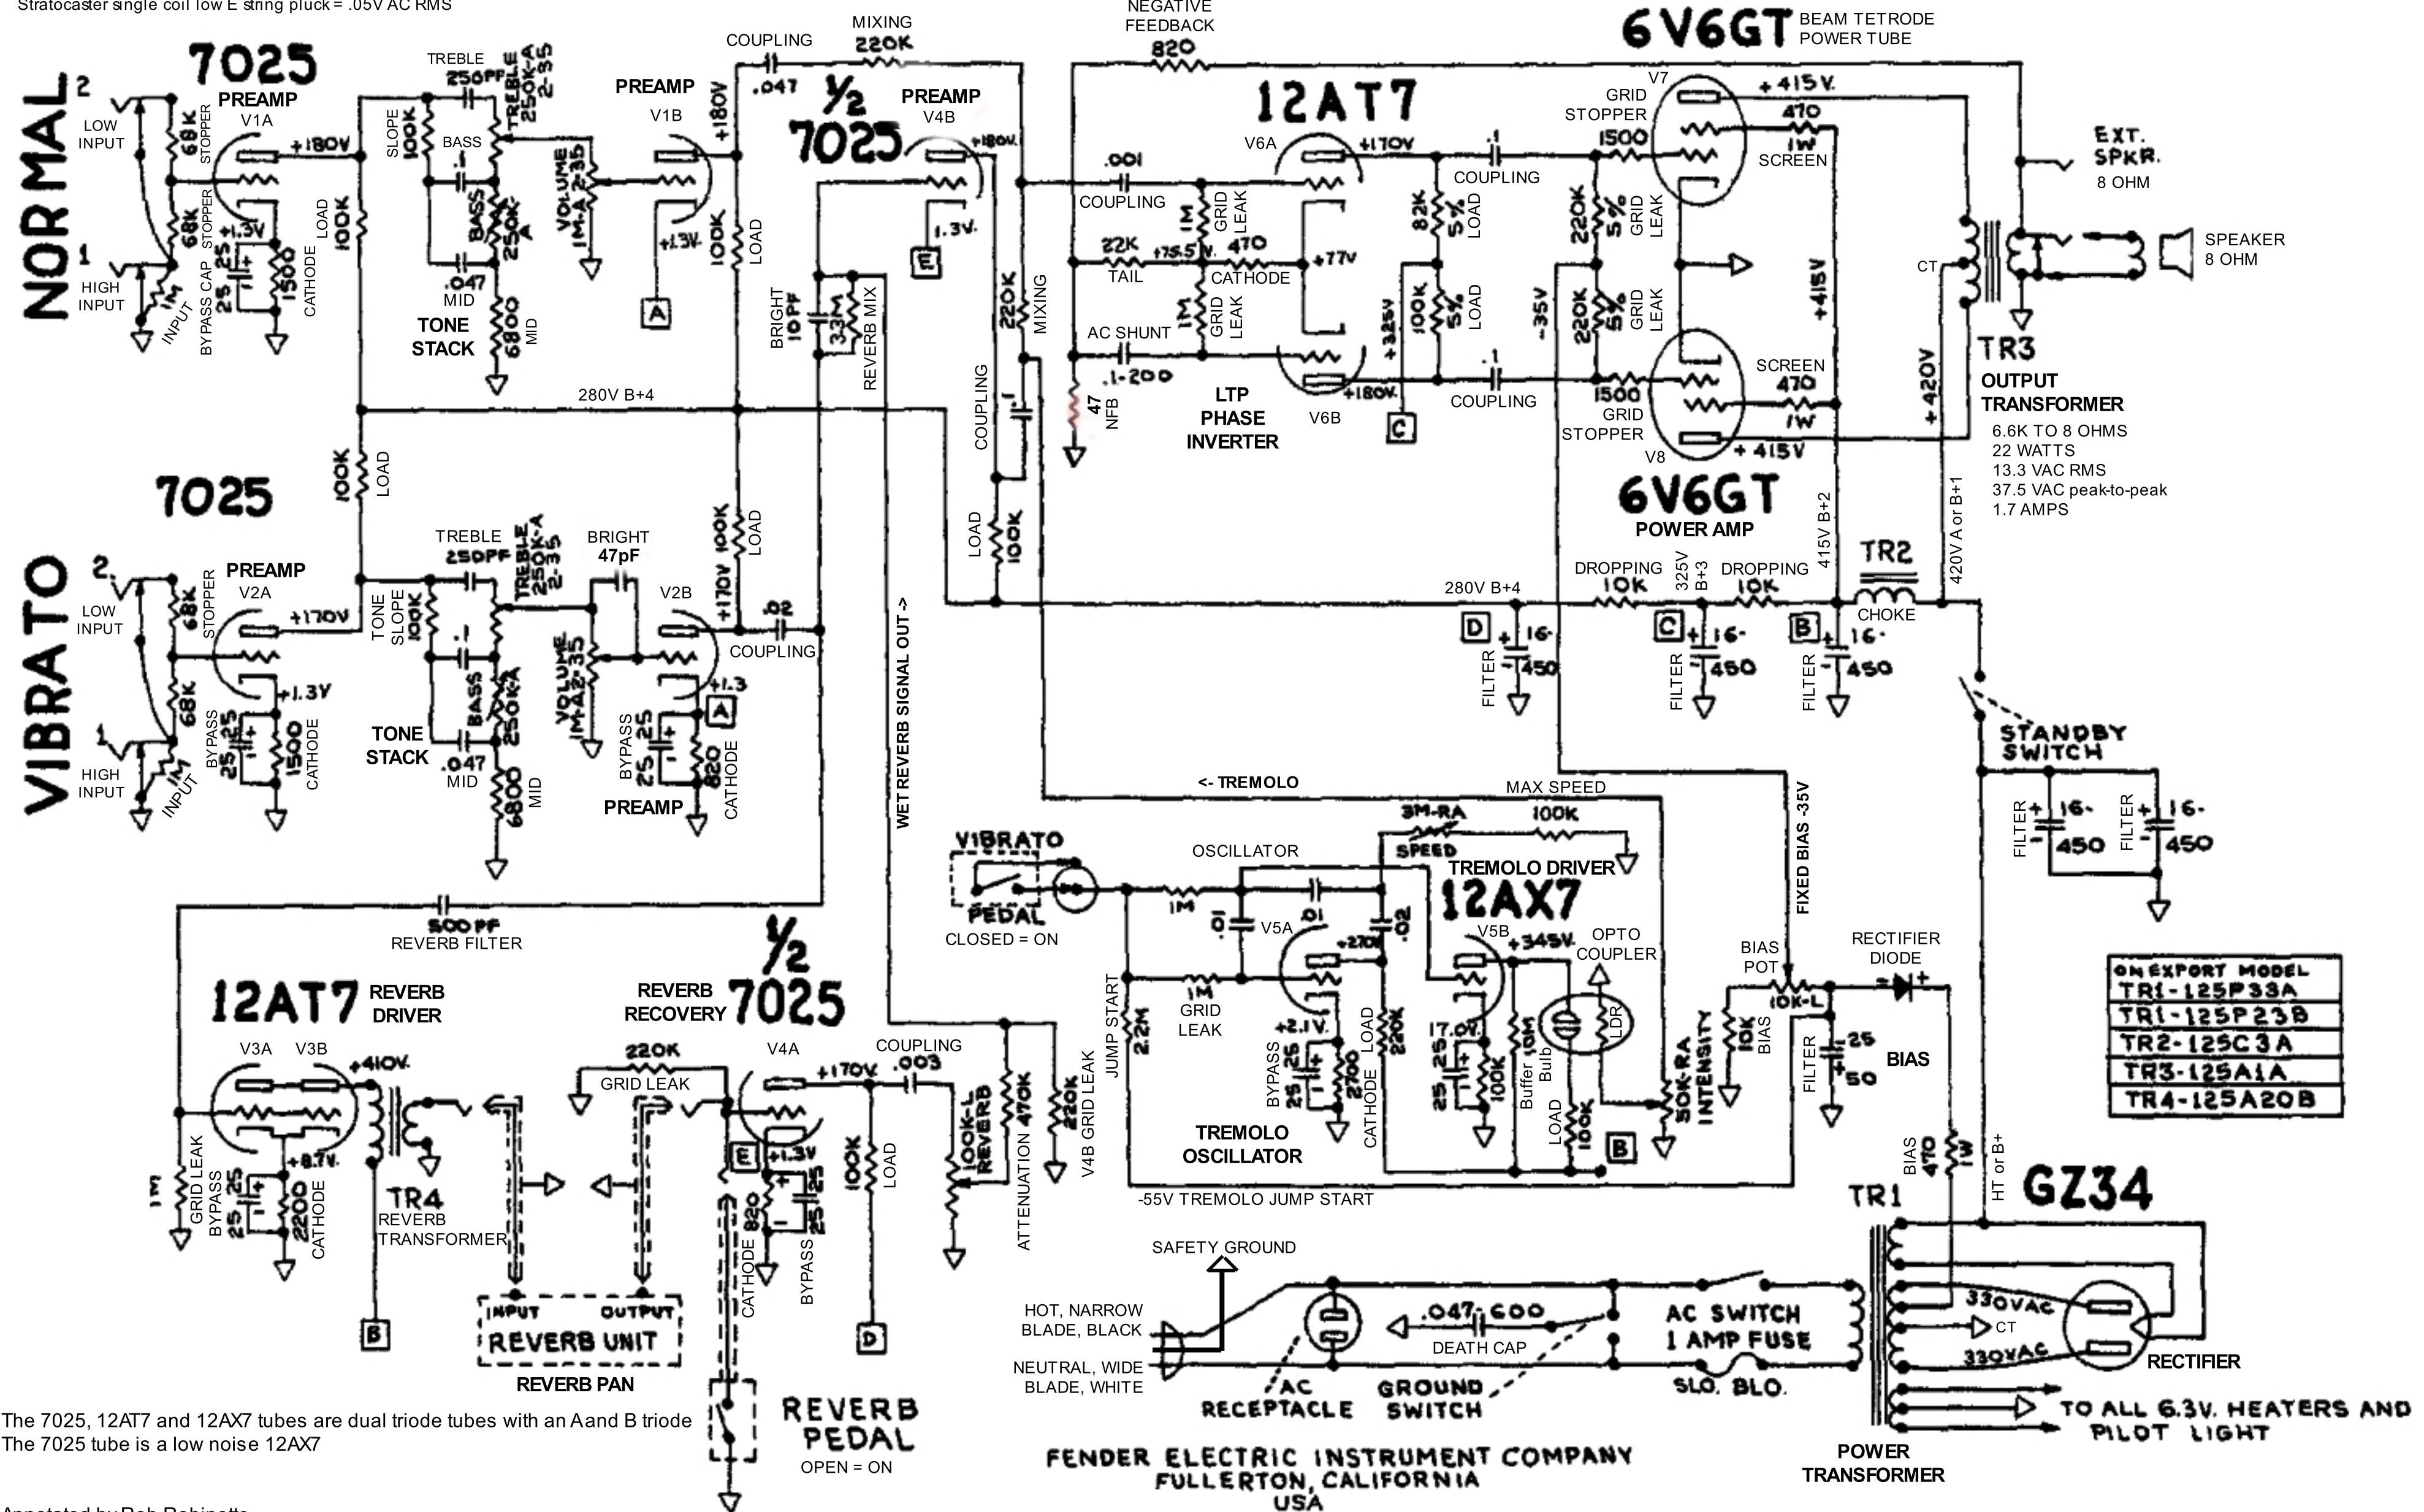 Stratocaster single coil low E string pluck = .05V AC RMS
NORMAL
2
LOW
INPUT
1
HIGH
INPUT
7025
PREAMP
V1A
68K
STOPPER
68K
STOPPER
1M
INPUT
+180V
+1.3V
BYPASS CAP
25 25
1500
CATHODE
LOAD
100K
SLOPE
100K
TREBLE
250PF
TREBLE
250K-A
2-35
BASS
.1
BASS
250K-A
.047
MID
6800
MID
TONE
STACK
VOLUME
1M-A 2-35
PREAMP
V1B
+1.3V.
A
+180V
100K
LOAD
COUPLING
.047
MIXING
220K
1/2
7025
PREAMP
V4B
+180V.
1.3V.
E
BRIGHT
10PF
3.3M
REVERB MIX
220K
MIXING
COUPLING
.1
LOAD
100K
280V B+4
NEGATIVE
FEEDBACK
820
12AT7
V6A
+170V
.001
COUPLING
1M
GRID
LEAK
22K
TAIL
+75.5V.
470
CATHODE
+77V
1M
GRID
LEAK
AC SHUNT
.1-200
47
NFB
LTP
PHASE
INVERTER
V6B
+180V.
82K
5%
LOAD
100K
5%
LOAD
+325V
C
.1
COUPLING
.1
COUPLING
220K
5%
GRID
LEAK
220K
5%
GRID
LEAK
-35V
6V6GT
BEAM TETRODE
POWER TUBE
V7
GRID
STOPPER
1500
+415V.
470
1W
SCREEN
+415V
SCREEN
470
1W
1500
GRID
STOPPER
V8
+415V
6V6GT
POWER AMP
EXT.
SPKR.
8 OHM
SPEAKER
8 OHM
CT
+420V
TR3
OUTPUT
TRANSFORMER
6.6K TO 8 OHMS
22 WATTS
13.3 VAC RMS
37.5 VAC peak-to-peak
1.7 AMPS
VIBRATO
2.
LOW
INPUT
1
HIGH
INPUT
7025
PREAMP
V2A
68K
STOPPER
68K
1M
INPUT
+170V
+1.3V
BYPASS
25 25
1500
CATHODE
100K
LOAD
TONE
SLOPE
100K
TREBLE
250PF
TREBLE
250K-A
2-35
.1
BASS
250K-A
.047
MID
6800
MID
TONE
STACK
BRIGHT
47pF
VOLUME
1M-A2-35
V2B
+1.3
A
BYPASS
25 25
820
CATHODE
PREAMP
100K
LOAD
+170V
.02
COUPLING
WET REVERB SIGNAL OUT ->
280V B+4
DROPPING
10K
325V
B+3
DROPPING
10K
415V B+2
TR2
CHOKE
420V A or B+1
D
FILTER
16-
450
C
FILTER
16-
450
B
FILTER
16-
450
STANDBY
SWITCH
FILTER
16-
450
FILTER
16-
450
500PF
REVERB FILTER
12AT7
REVERB
DRIVER
V3A
V3B
+410V.
1M
GRID LEAK
BYPASS
25 25
+8.7V.
2200
CATHODE
TR4
REVERB
TRANSFORMER
B
INPUT
OUTPUT
REVERB UNIT
REVERB PAN
REVERB
RECOVERY
1/2
7025
V4A
220K
GRID LEAK
E
+1.3V
820
CATHODE
25 25
BYPASS
+170V
COUPLING
.003
100K
LOAD
D
100K-L
REVERB
ATTENUATION 470K
220K
V4B GRID LEAK
REVERB
PEDAL
OPEN = ON
<- TREMOLO
VIBRATO
PEDAL
CLOSED = ON
OSCILLATOR
1M
.01
.01
.02
MAX SPEED
3M-RA
SPEED
100K
TREMOLO DRIVER
12AX7
V5A
V5B
+270V
+345V.
JUMP START
2.2M
1M
GRID
LEAK
+2.1V.
BYPASS
25 25
2700
CATHODE
LOAD
220K
17.0V.
25 25
100K
Buffer 10M
Bulb
OPTO
COUPLER
LDR
LOAD
100K
B
50K-RA
INTENSITY
TREMOLO
OSCILLATOR
-55V TREMOLO JUMP START
FIXED BIAS -35V
BIAS
POT
10K-L
10K
BIAS
RECTIFIER
DIODE
FILTER
25
50
BIAS
BIAS
470
1W
HT or B+
ON EXPORT MODEL
TR1-125P33A
TR1-125P23B
TR2-125C3A
TR3-125A1A
TR4-125A20B
GZ34
TR1
330VAC
CT
330VAC
RECTIFIER
TO ALL 6.3V. HEATERS AND
PILOT LIGHT
POWER
TRANSFORMER
SAFETY GROUND
HOT, NARROW
BLADE, BLACK
NEUTRAL, WIDE
BLADE, WHITE
AC
RECEPTACLE
.047-600
DEATH CAP
GROUND
SWITCH
AC SWITCH
1 AMP FUSE
SLO. BLO.
FENDER ELECTRIC INSTRUMENT COMPANY
FULLERTON, CALIFORNIA
USA
The 7025, 12AT7 and 12AX7 tubes are dual triode tubes with an A and B triode
The 7025 tube is a low noise 12AX7
Annotated by Rob Robinette